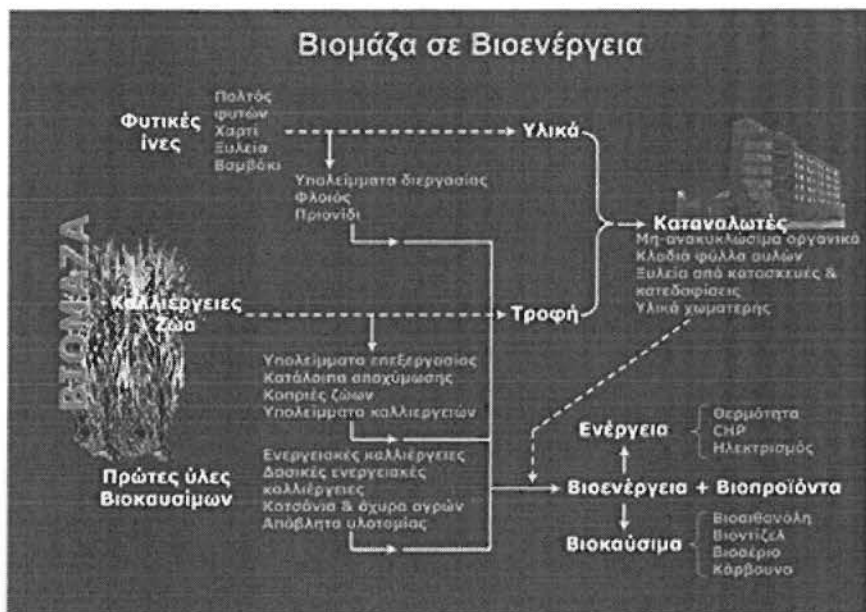 Βιομάζα σε Βιοενέργεια
Φυτικές
ίνες
Πολτός
φυτών
Χαρτί
Ξυλεία
Βαμβάκι
Υλικά
Υπολείμματα διεργασίας
Φλοιός
Πριονίδι
Καταναλωτές
Μη-ανακυκλώσιμα οργανικά
Κλαδιά φύλλα αυλών
Ξυλεία από κατασκευές &
κατεδαφίσεις
Υλικά χωματερής
ΒΙΟΜΑΖΑ
Καλλιέργειες
Ζώα
Τροφή
Υπολείμματα επεξεργασίας
Κατάλοιπα αποχύμωσης
Κοπριές ζώων
Υπολείμματα καλλιεργειών
Πρώτες ύλες
Βιοκαυσίμων
Ενεργειακές καλλιέργειες
Δασικές ενεργειακές
καλλιέργειες
Κοτσάνια & άχυρα αγρών
Απόβλητα υλοτομίας
Ενέργεια
Θερμότητα
CHP
Ηλεκτρισμός
Βιοενέργεια + Βιοπροϊόντα
Βιοκαύσιμα
Βιοαιθανόλη
Βιοντίζελ
Βιοαέριο
Κάρβουνο